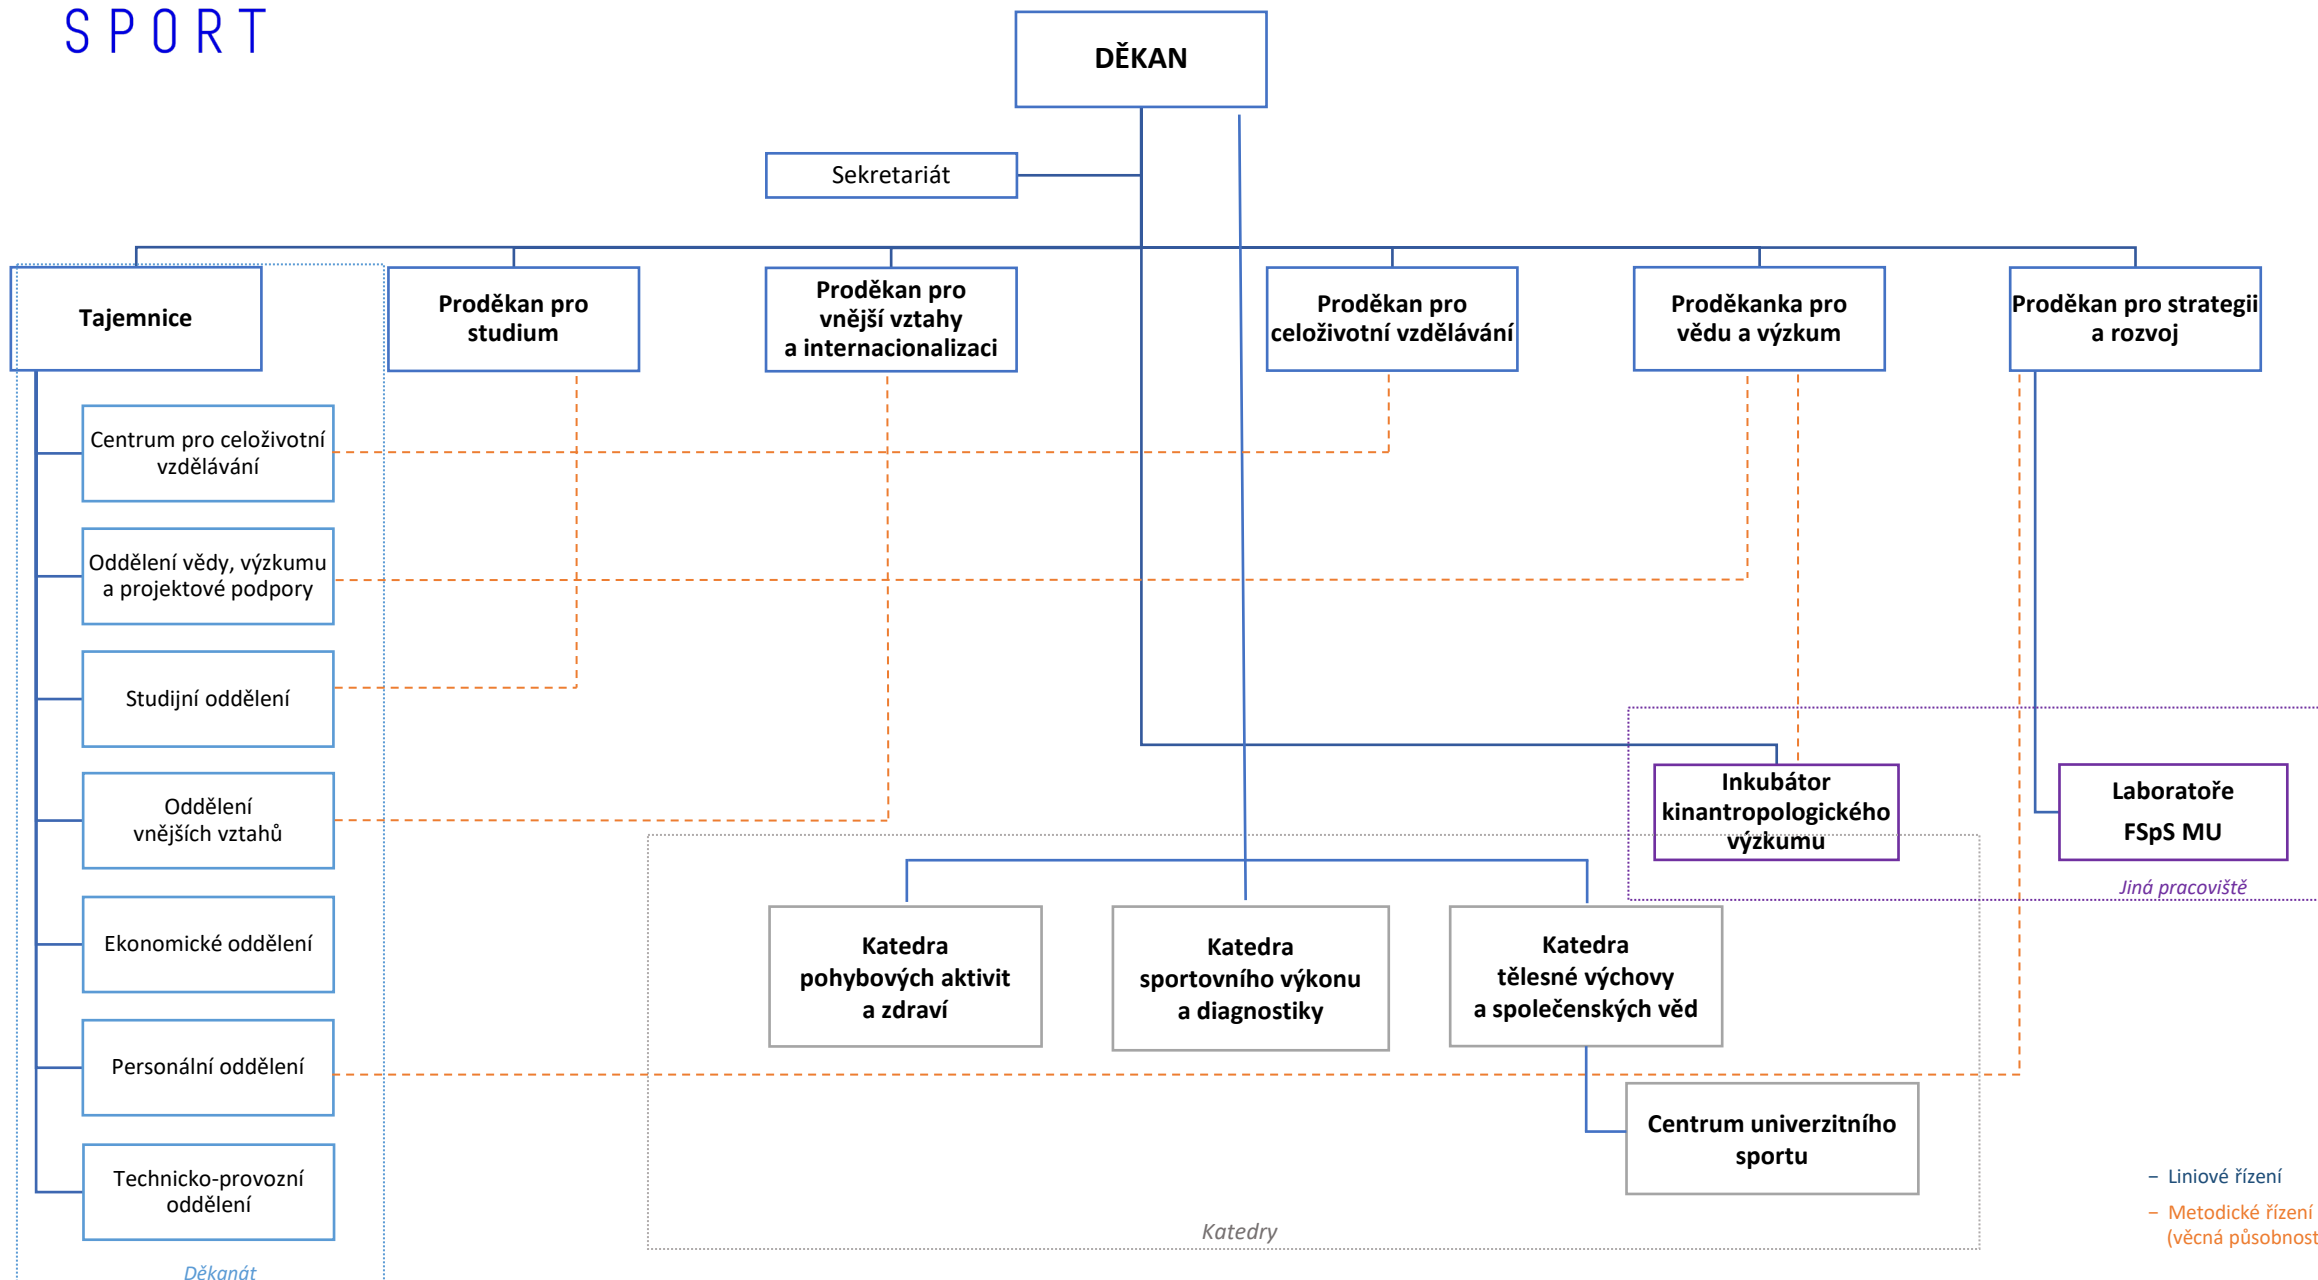 SPORT
DĚKAN
Sekretariát
Tajemnice
Proděkan pro
studium
Proděkan pro
vnější vztahy
a internacionalizaci
Proděkan pro
celoživotní vzdělávání
Proděkanka pro
vědu a výzkum
Proděkan pro strategii
a rozvoj
Centrum pro celoživotní
vzdělávání
Oddělení vědy, výzkumu
a projektové podpory
Studijní oddělení
Oddělení
vnějších vztahů
Ekonomické oddělení
Personální oddělení
Technicko-provozní
oddělení
Děkanát
Inkubátor
kinantropologického
výzkumu
Laboratoře
FSpS MU
Jiná pracoviště
Katedra
pohybových aktivit
a zdraví
Katedra
sportovního výkonu
a diagnostiky
Katedra
tělesné výchovy
a společenských věd
Centrum univerzitního
sportu
Katedry
– Liniové řízení
– Metodické řízení
(věcná působnost